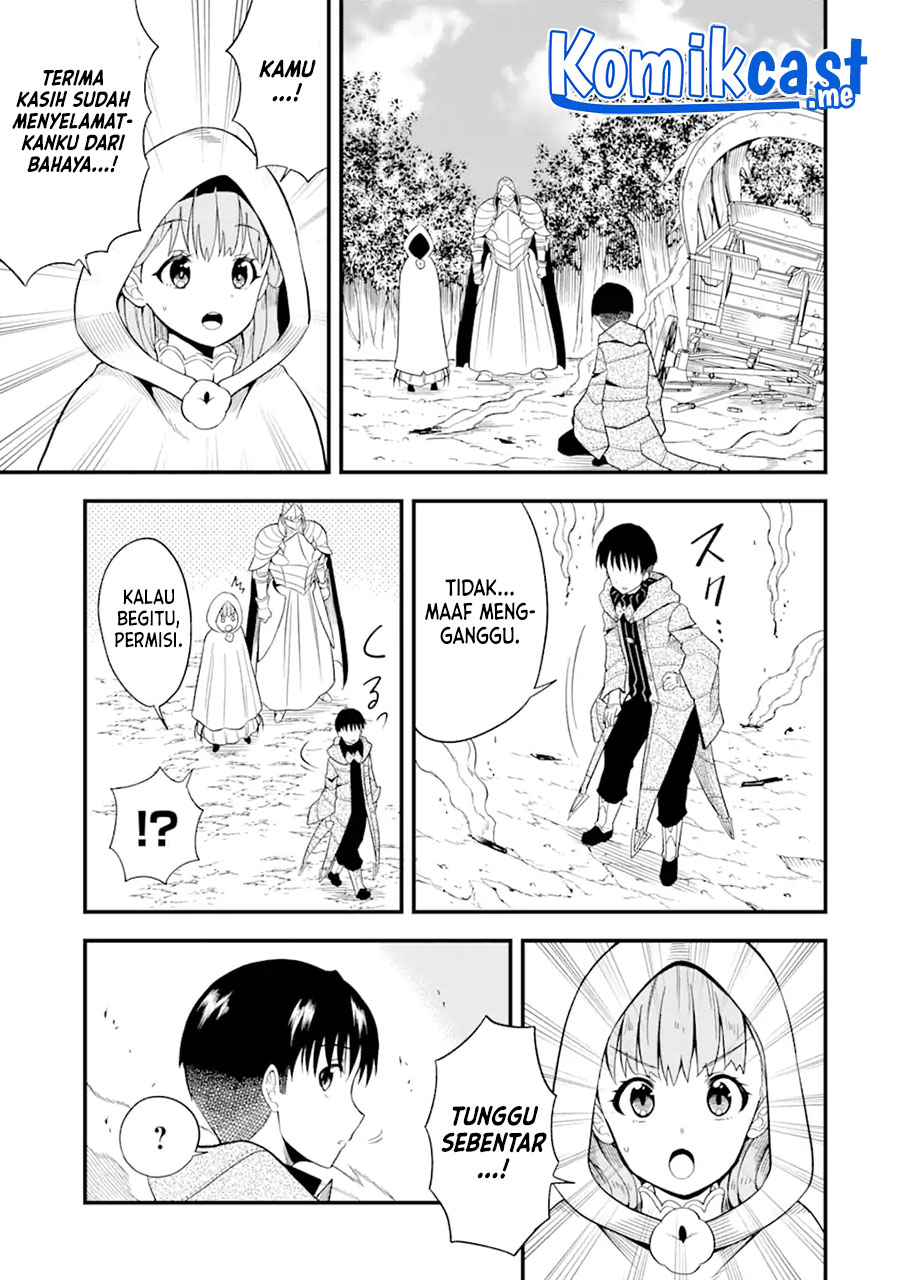 Komikcast
.me
KAMU
...!
TERIMA
KASIH SUDAH
MENYELAMAT-
KANKU DARI
BAHAYA...!
スク
TIDAK...
MAAF MENG-
GANGGU.
くるっ
KALAU
BEGITU,
PERMISI.
!?
TUNGGU
SEBENTAR
...!
?